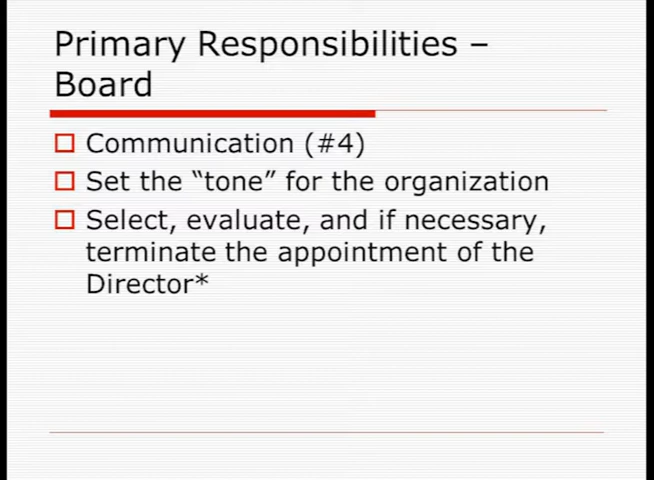 Primary Responsibilities –
Board
Communication (#4)
Set the “tone” for the organization
Select, evaluate, and if necessary,
terminate the appointment of the
Director*